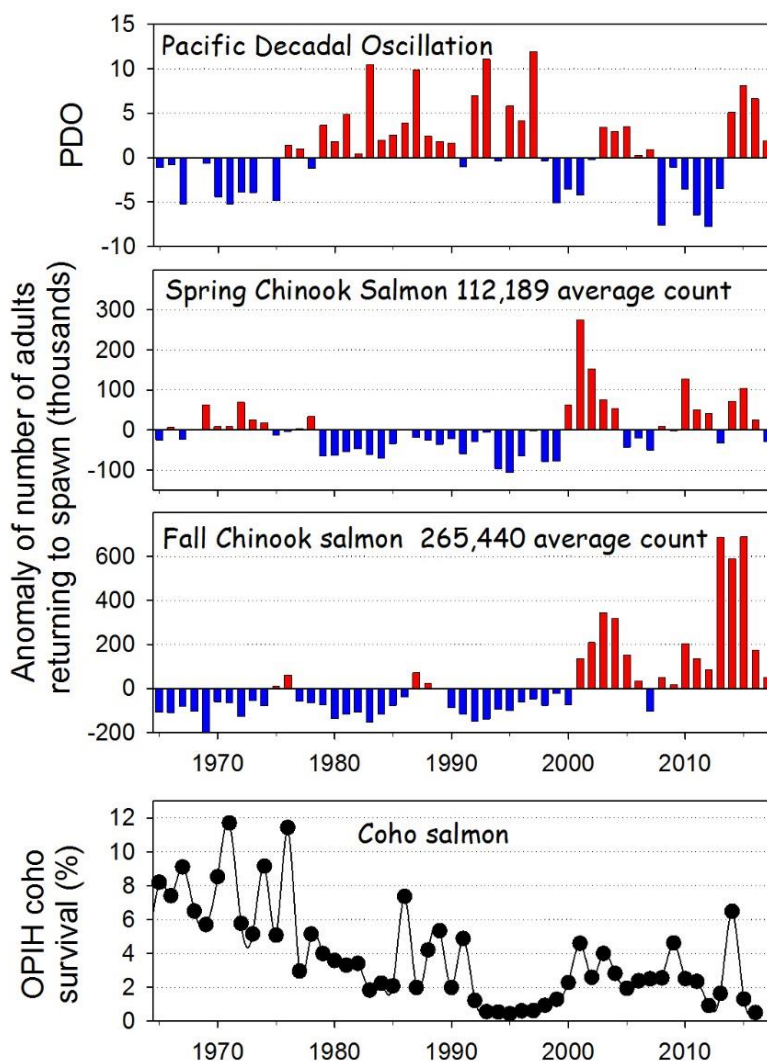 Pacific Decadal Oscillation
PDO
15
10
5
0
-5
-10
Spring Chinook Salmon 112,189 average count
Anomaly of number of adults
returning to spawn (thousands)
300
200
100
0
-100
Fall Chinook salmon 265,440 average count
600
400
200
0
-200
1970 1980 1990 2000 2010
Coho salmon
OPIH coho
survival (%)
12
10
8
6
4
2
0
1970 1980 1990 2000 2010